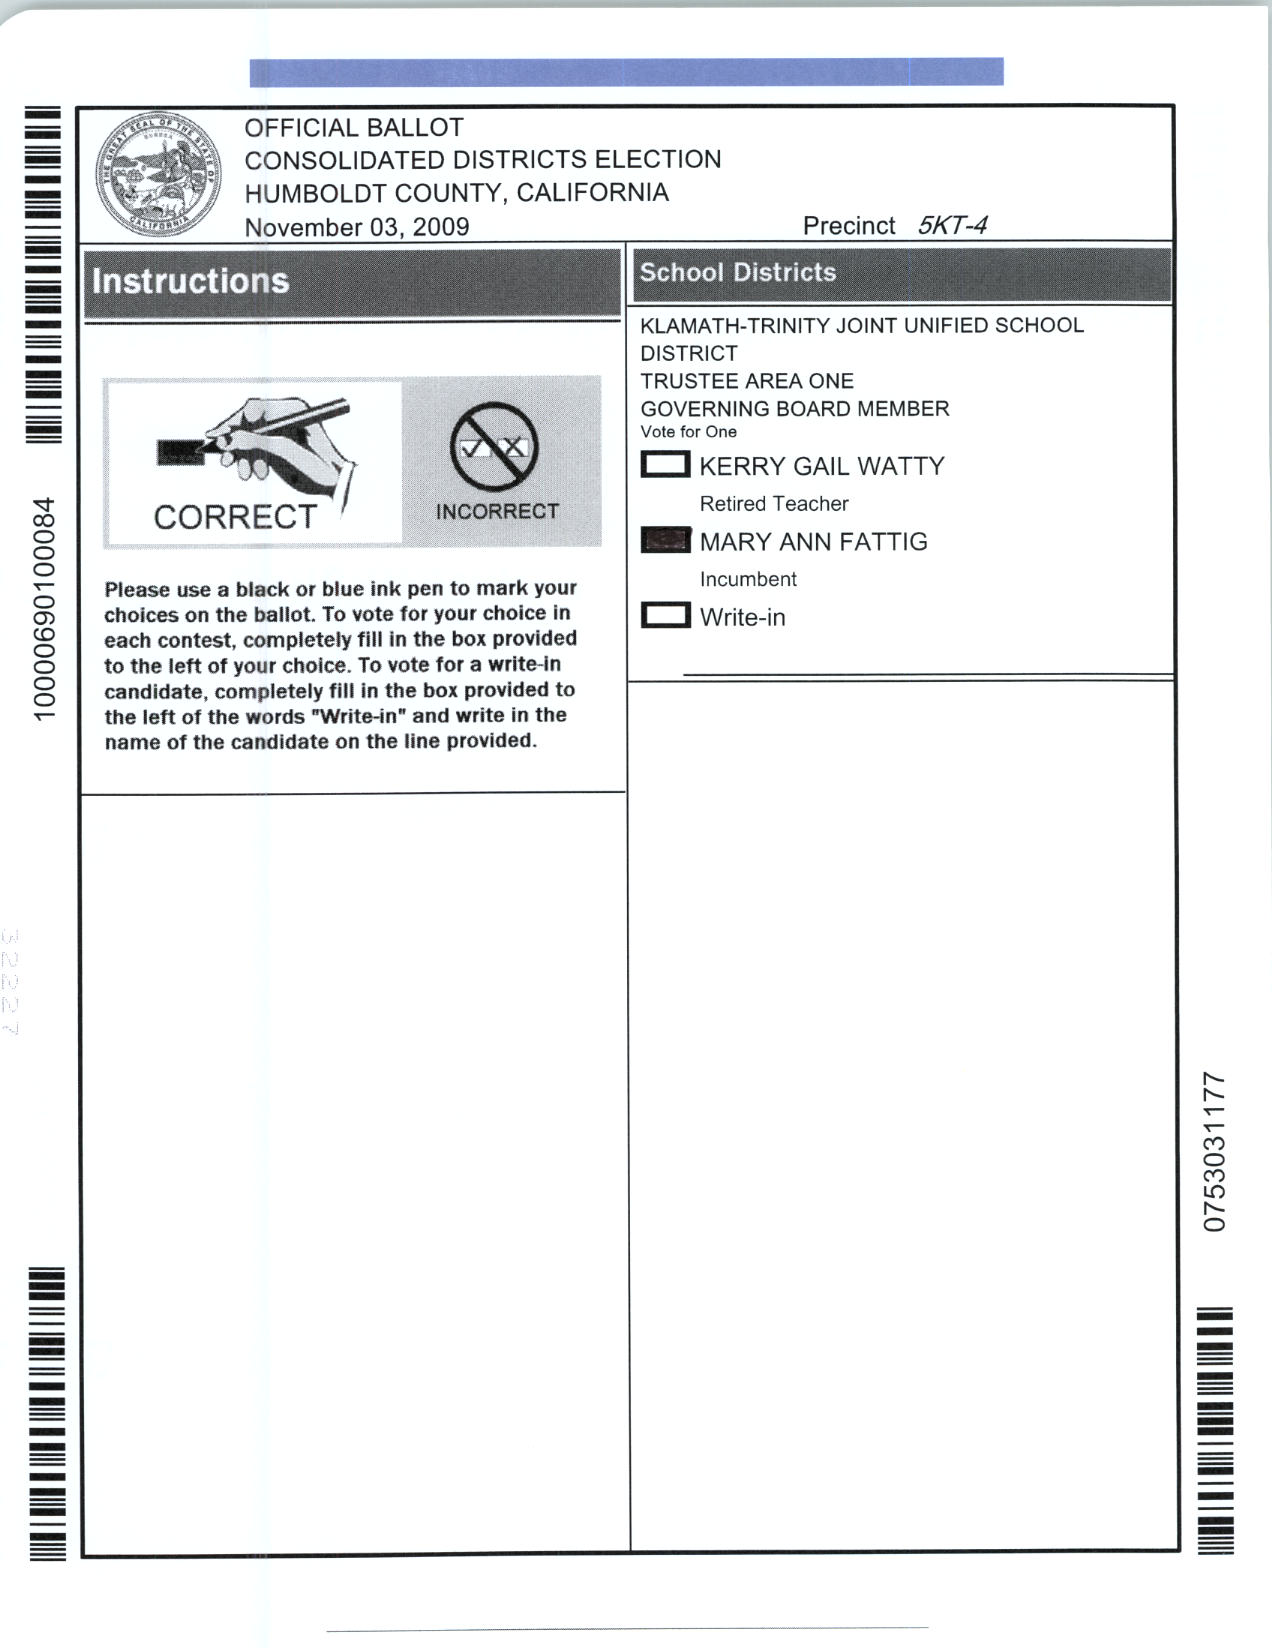 OFFICIAL BALLOT
CONSOLIDATED DISTRICTS ELECTION
HUMBOLDT COUNTY, CALIFORNIA
November 03, 2009
Precinct 5KT-4
THE GREAT SEAL OF THE STATE OF CALIFORNIA
EUREKA
Instructions
CORRECT
INCORRECT
Please use a black or blue ink pen to mark your
choices on the ballot. To vote for your choice in
each contest, completely fill in the box provided
to the left of your choice. To vote for a write-in
candidate, completely fill in the box provided to
the left of the words "Write-in" and write in the
name of the candidate on the line provided.
School Districts
KLAMATH-TRINITY JOINT UNIFIED SCHOOL
DISTRICT
TRUSTEE AREA ONE
GOVERNING BOARD MEMBER
Vote for One
KERRY GAIL WATTY
Retired Teacher
MARY ANN FATTIG
Incumbent
Write-in
10000690100084
32227
0753031177